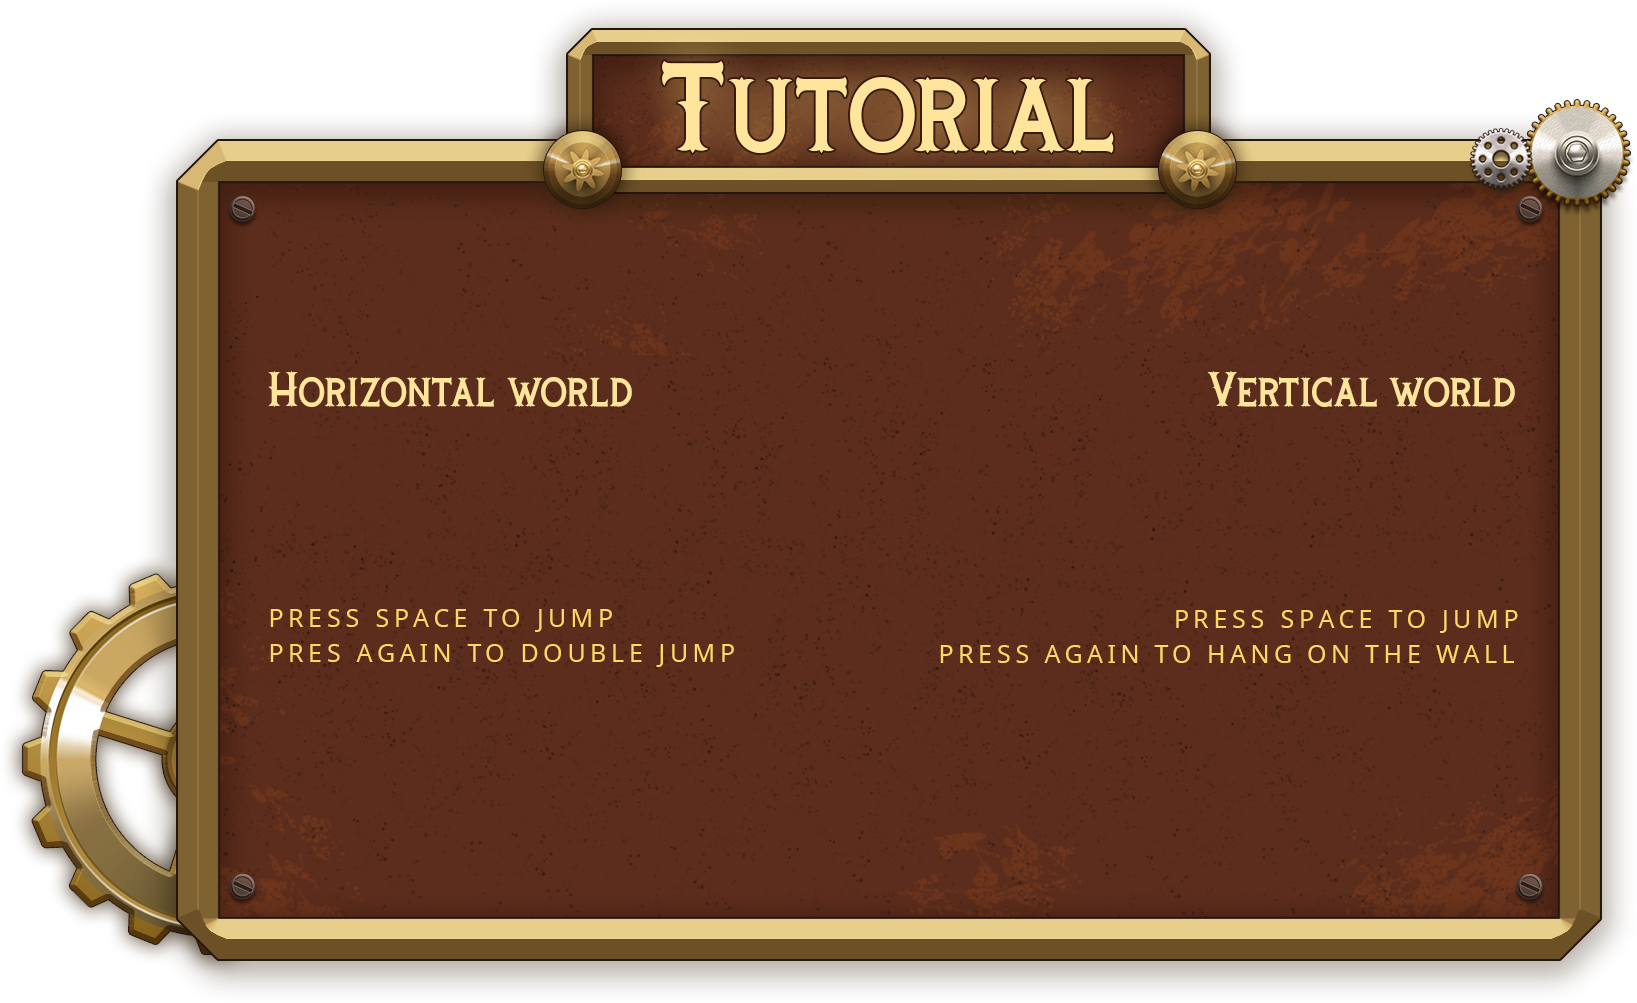 TUTORIAL
HORIZONTAL WORLD
PRESS SPACE TO JUMP
PRES AGAIN TO DOUBLE JUMP
VERTICAL WORLD
PRESS SPACE TO JUMP
PRESS AGAIN TO HANG ON THE WALL